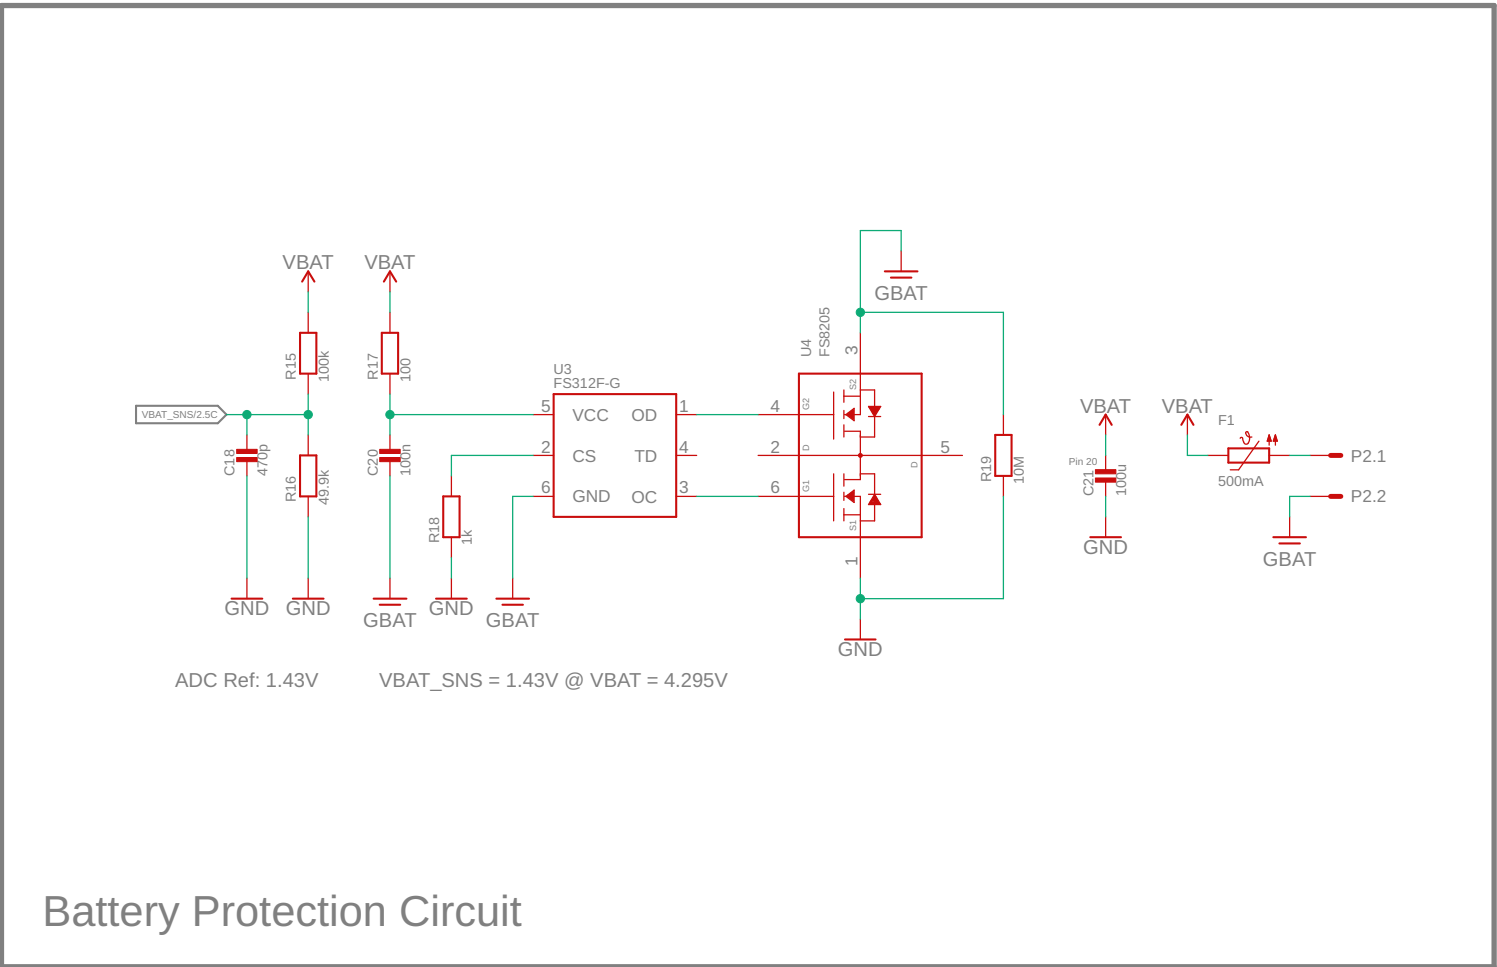 VBAT
VBAT
GBAT
U4
FS8205
3
R15
100k
R17
100
U3
FS312F-G
S2
G2
VBAT
VBAT
F1
VBAT_SNS/2.5C
5
VCC
OD
1
4
2
CS
TD
4
2
D
5
D
6
GND
OC
3
6
G1
S1
C18
470p
R16
49.9k
C20
100n
R18
1k
R19
10M
Pin 20
C21
100u
ϑ
500mA
P2.1
P2.2
1
GND
GBAT
GND
GND
GBAT
GND
GBAT
GND
ADC Ref: 1.43V
VBAT_SNS = 1.43V @ VBAT = 4.295V
Battery Protection Circuit